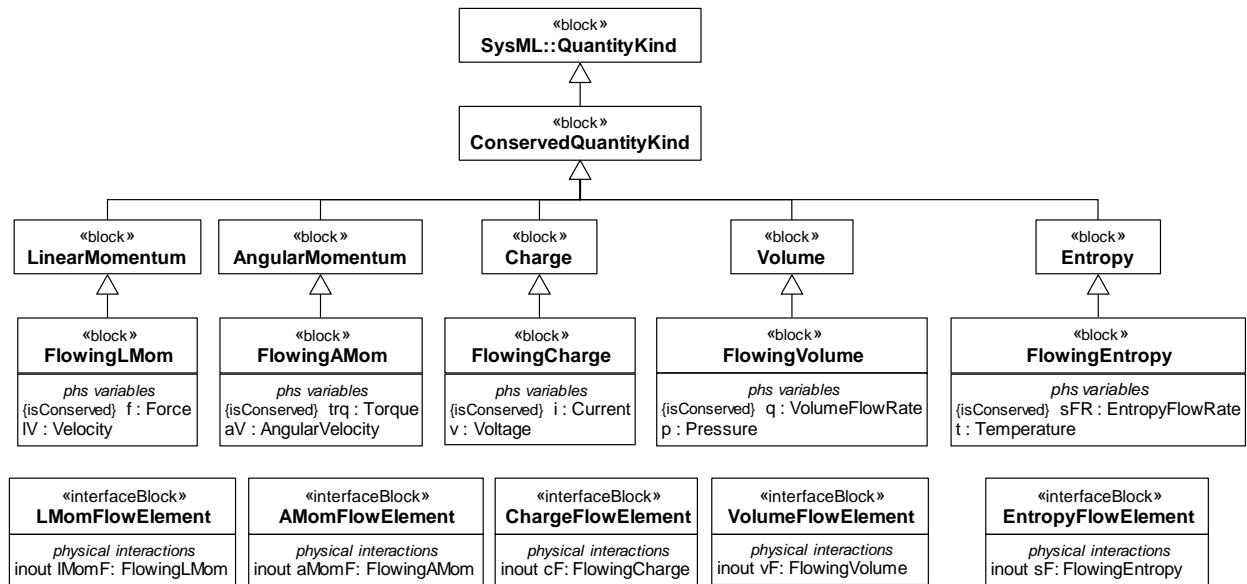 «block»
SysML::QuantityKind
«block»
ConservedQuantityKind
«block»
LinearMomentum
«block»
AngularMomentum
«block»
Charge
«block»
Volume
«block»
Entropy
«block»
FlowingLMom
phs variables
{isConserved} f : Force
lV : Velocity
«block»
FlowingAMom
phs variables
{isConserved} trq : Torque
aV : AngularVelocity
«block»
FlowingCharge
phs variables
{isConserved} i : Current
v : Voltage
«block»
FlowingVolume
phs variables
{isConserved} q : VolumeFlowRate
p : Pressure
«block»
FlowingEntropy
phs variables
{isConserved} sFR : EntropyFlowRate
t : Temperature
«interfaceBlock»
LMomFlowElement
physical interactions
inout lMomF: FlowingLMom
«interfaceBlock»
AMomFlowElement
physical interactions
inout aMomF: FlowingAMom
«interfaceBlock»
ChargeFlowElement
physical interactions
inout cF: FlowingCharge
«interfaceBlock»
VolumeFlowElement
physical interactions
inout vF: FlowingVolume
«interfaceBlock»
EntropyFlowElement
physical interactions
inout sF: FlowingEntropy